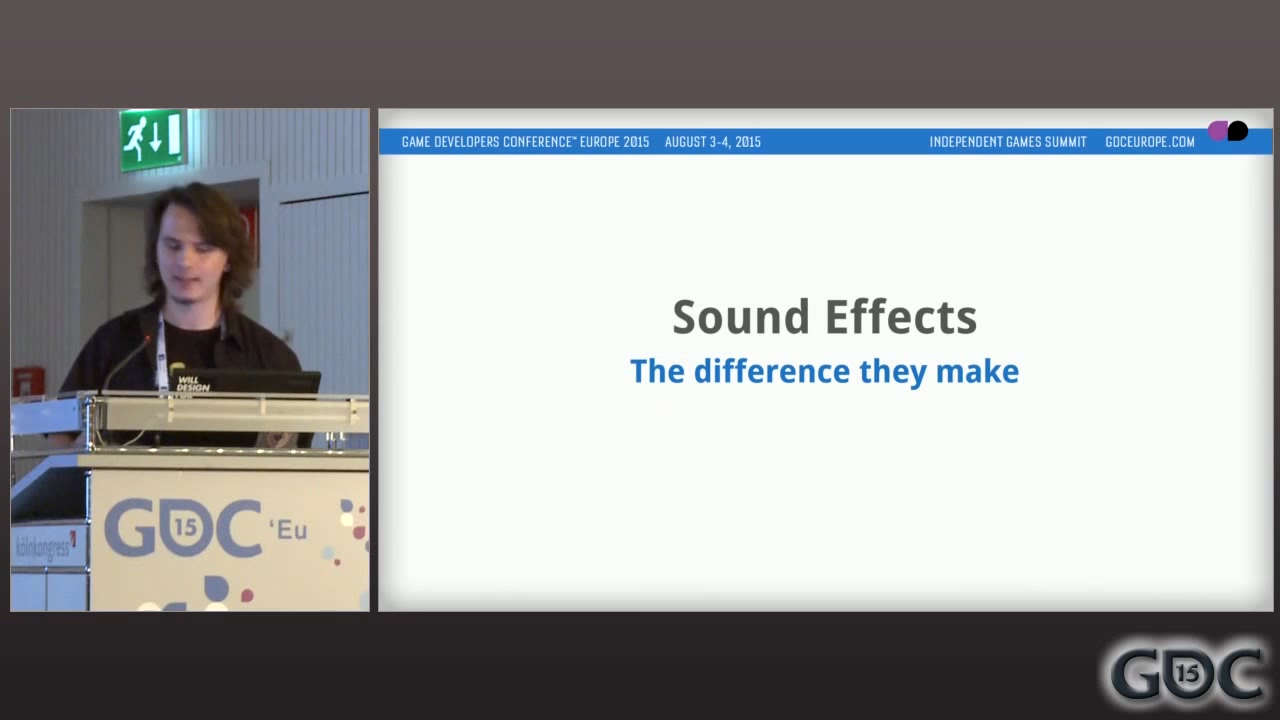 GAME DEVELOPERS CONFERENCE™ EUROPE 2015 AUGUST 3-4, 2015 INDEPENDENT GAMES SUMMIT GDCEUROPE.COM
Sound Effects
The difference they make
WILL
DESIGN
GDC 15 'Eu
kölnkongress
GDC 15